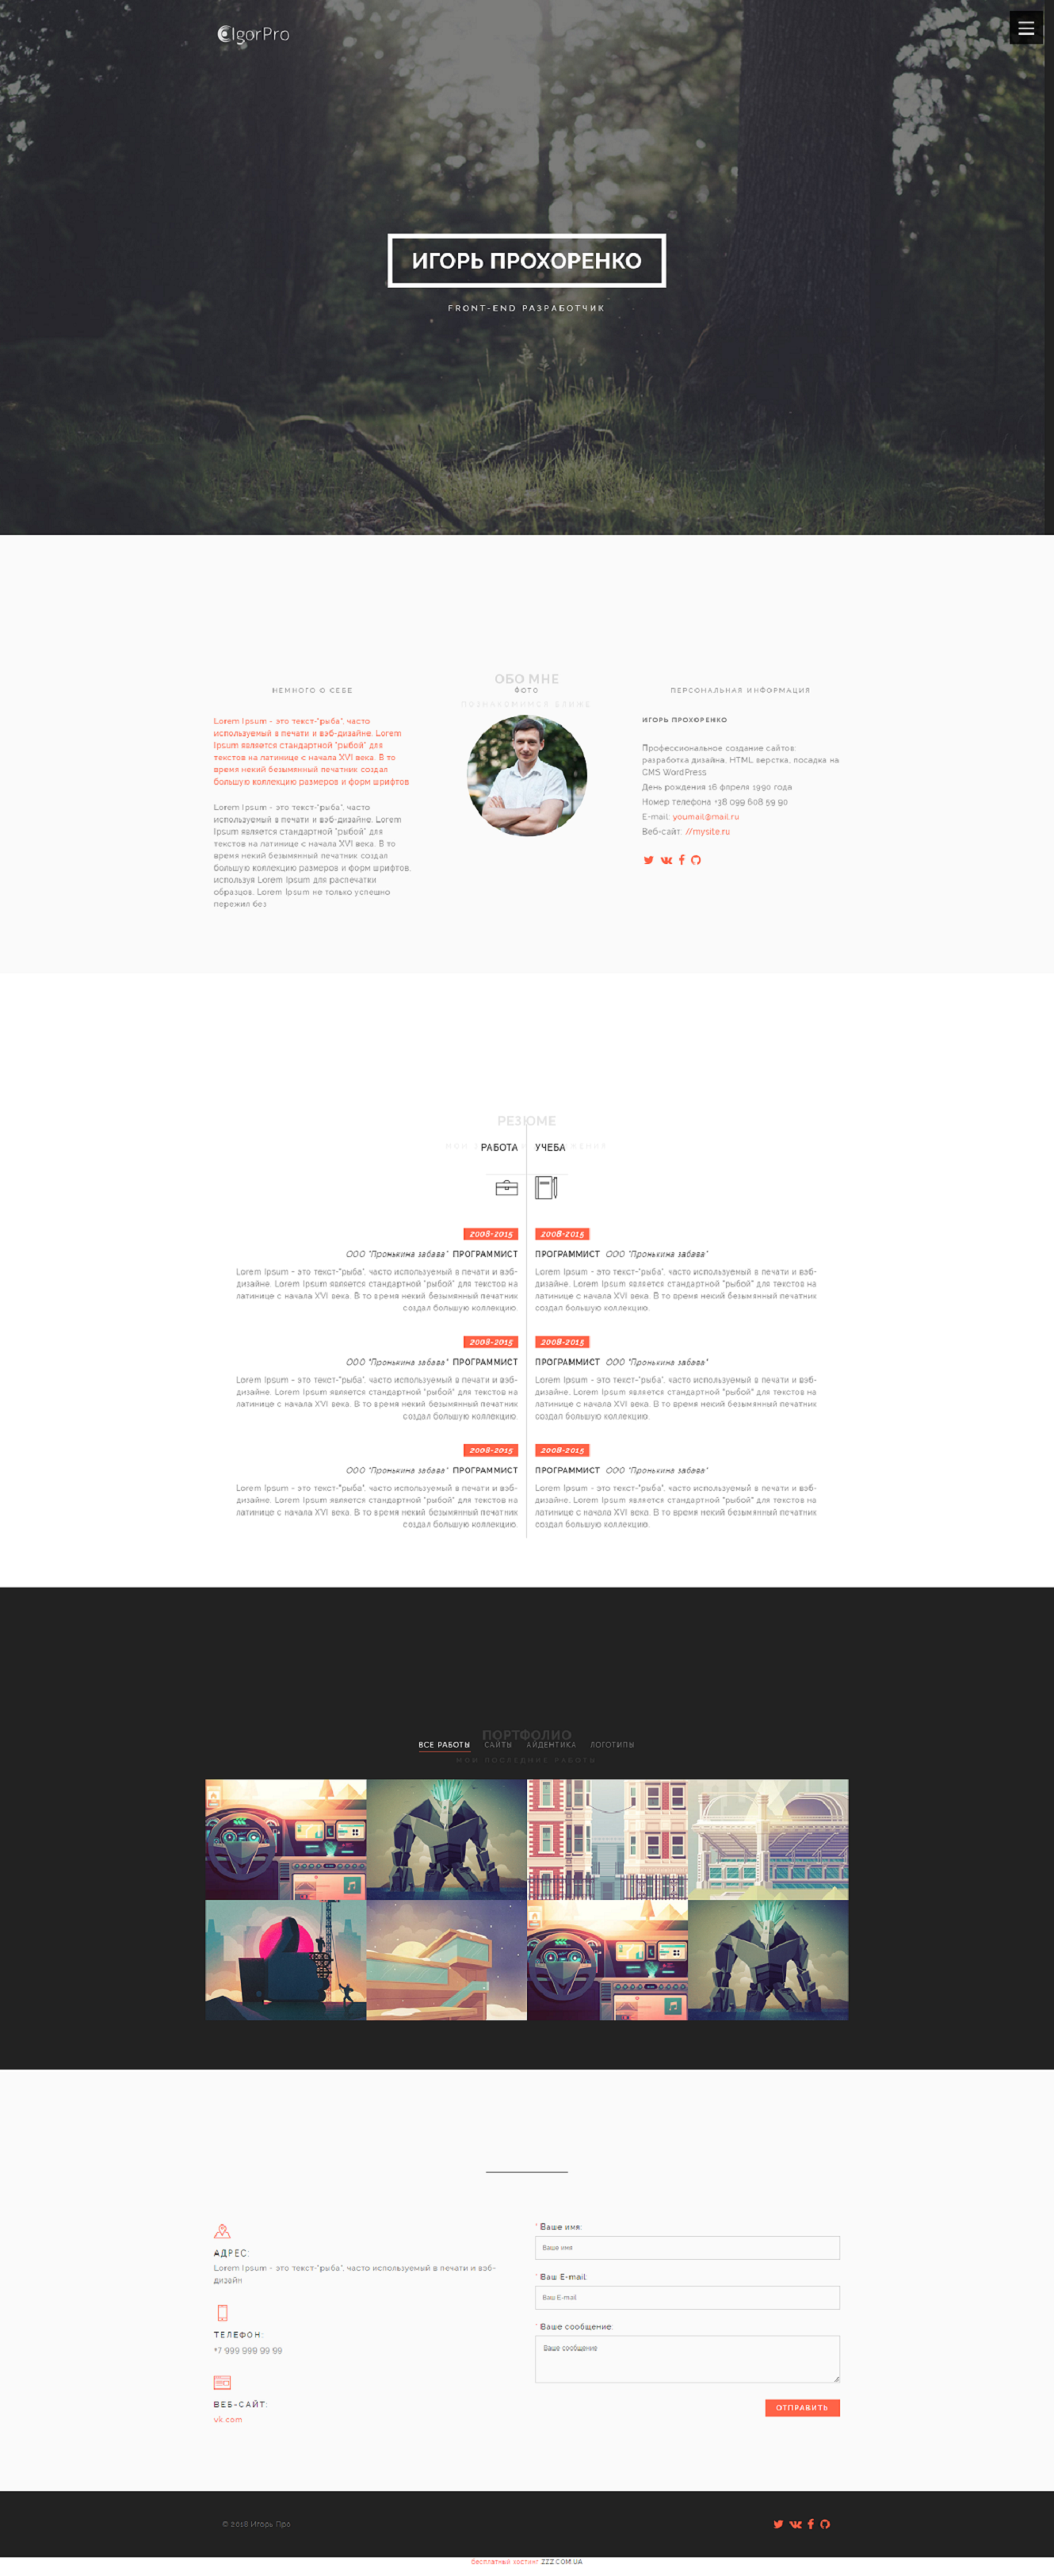 IgorPro
ИГОРЬ ПРОХОРЕНКО
FRONT-END РАЗРАБОТЧИК
ОБО МНЕ
ПОЗНАКОМИМСЯ БЛИЖЕ
НЕМНОГО О СЕБЕ
Lorem Ipsum - это текст-"рыба", часто
используемый в печати и вэб-дизайне. Lorem
Ipsum является стандартной "рыбой" для
текстов на латинице с начала XVI века. В то
время некий безымянный печатник создал
большую коллекцию размеров и форм шрифтов
Lorem Ipsum - это текст-"рыба", часто
используемый в печати и вэб-дизайне. Lorem
Ipsum является стандартной "рыбой" для
текстов на латинице с начала XVI века. В то
время некий безымянный печатник создал
большую коллекцию размеров и форм шрифтов,
используя Lorem Ipsum для распечатки
образцов. Lorem Ipsum не только успешно
пережил без
ФОТО
ПЕРСОНАЛЬНАЯ ИНФОРМАЦИЯ
ИГОРЬ ПРОХОРЕНКО
Профессиональное создание сайтов:
разработка дизайна, HTML верстка, посадка на
CMS WordPress
День рождения 16 апреля 1990 года
Номер телефона +38 099 608 59 90
E-mail: youmail@mail.ru
Веб-сайт: //mysite.ru
РЕЗЮМЕ
МОИ
РАБОТА
УЧЕБА
2008-2015
ООО "Пронькина забава" ПРОГРАММИСТ
Lorem Ipsum - это текст-"рыба", часто используемый в печати и вэб-
дизайне. Lorem Ipsum является стандартной "рыбой" для текстов на
латинице с начала XVI века. В то время некий безымянный печатник
создал большую коллекцию.
2008-2015
ООО "Пронькина забава" ПРОГРАММИСТ
Lorem Ipsum - это текст-"рыба", часто используемый в печати и вэб-
дизайне. Lorem Ipsum является стандартной "рыбой" для текстов на
латинице с начала XVI века. В то время некий безымянный печатник
создал большую коллекцию.
2008-2015
ООО "Пронькина забава" ПРОГРАММИСТ
Lorem Ipsum - это текст-"рыба", часто используемый в печати и вэб-
дизайне. Lorem Ipsum является стандартной "рыбой" для текстов на
латинице с начала XVI века. В то время некий безымянный печатник
создал большую коллекцию.
2008-2015
ПРОГРАММИСТ ООО "Пронькина забава"
Lorem Ipsum - это текст-"рыба", часто используемый в печати и вэб-
дизайне. Lorem Ipsum является стандартной "рыбой" для текстов на
латинице с начала XVI века. В то время некий безымянный печатник
создал большую коллекцию.
2008-2015
ПРОГРАММИСТ ООО "Пронькина забава"
Lorem Ipsum - это текст-"рыба", часто используемый в печати и вэб-
дизайне. Lorem Ipsum является стандартной "рыбой" для текстов на
латинице с начала XVI века. В то время некий безымянный печатник
создал большую коллекцию.
2008-2015
ПРОГРАММИСТ ООО "Пронькина забава"
Lorem Ipsum - это текст-"рыба", часто используемый в печати и вэб-
дизайне. Lorem Ipsum является стандартной "рыбой" для текстов на
латинице с начала XVI века. В то время некий безымянный печатник
создал большую коллекцию.
ПОРТФОЛИО
ВСЕ РАБОТЫ САЙТЫ АЙДЕНТИКА ЛОГОТИПЫ
МОИ ПОСЛЕДНИЕ РАБОТЫ
АДРЕС:
Lorem Ipsum - это текст-"рыба", часто используемый в печати и вэб-
дизайн
ТЕЛЕФОН:
+7 999 999 99 99
ВЕБ-САЙТ:
vk.com
* Ваше имя:
Ваше имя
* Ваш E-mail:
Ваш E-mail
* Ваше сообщение:
Ваше сообщение
ОТПРАВИТЬ
© 2018 Игорь Про
бесплатный хостинг ZZZ.COM.UA